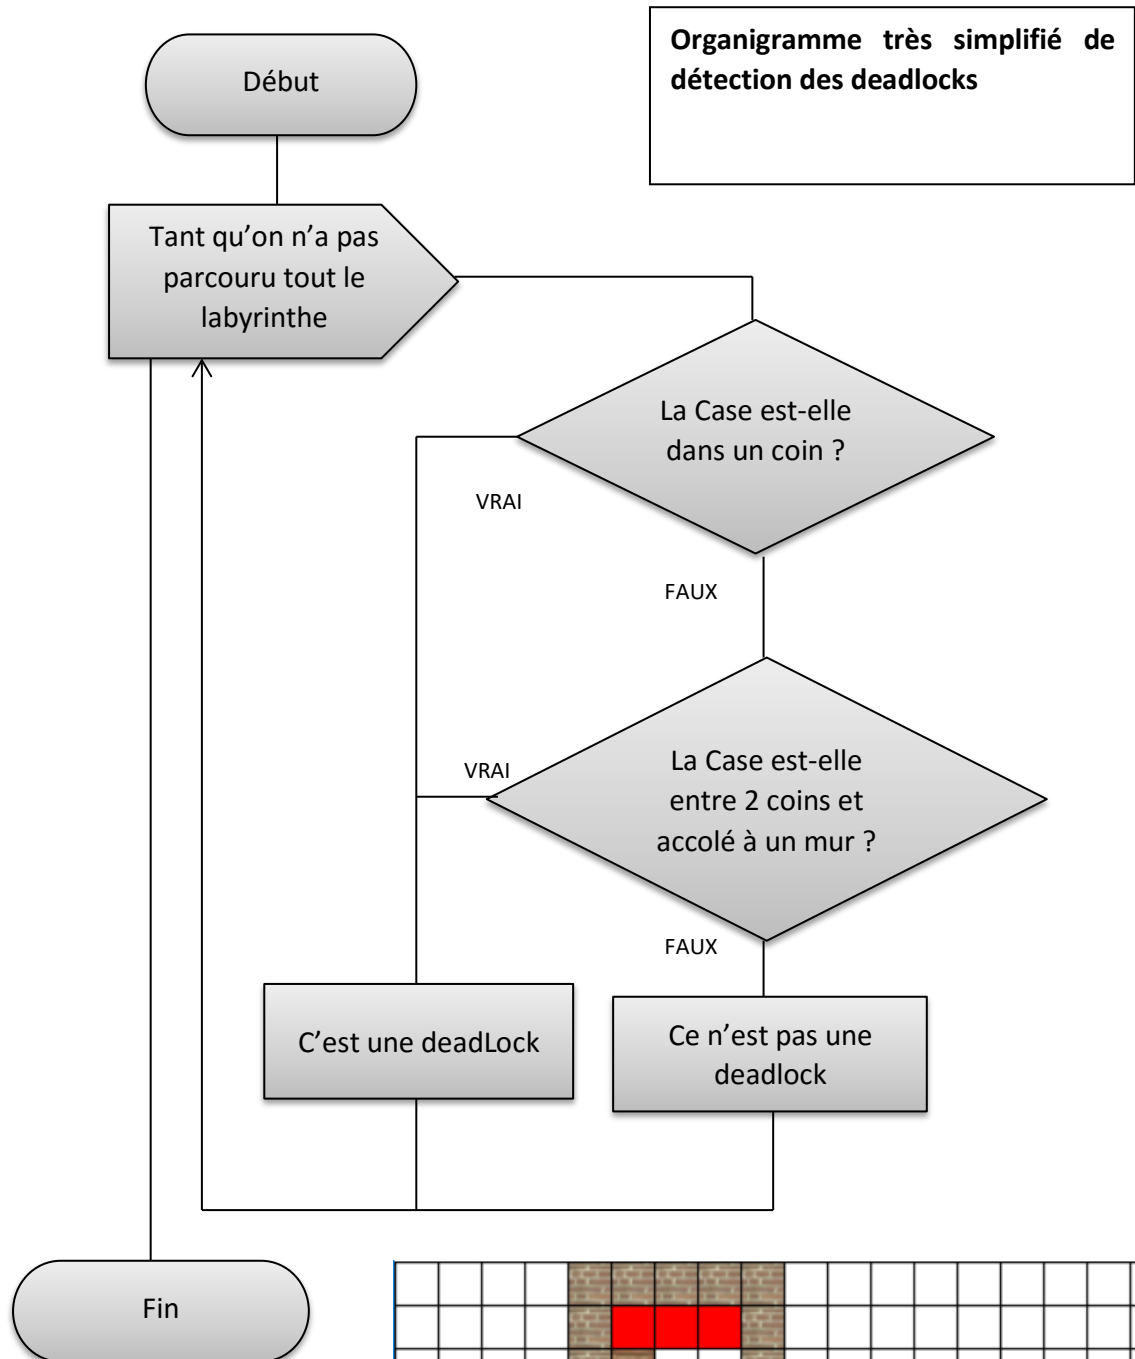 Organigramme très simplifié de
détection des deadlocks
Début
Tant qu'on n'a pas
parcouru tout le
labyrinthe
La Case est-elle
dans un coin ?
VRAI
FAUX
La Case est-elle
entre 2 coins et
accolé à un mur ?
VRAI
FAUX
C'est une deadLock
Ce n'est pas une
deadlock
Fin